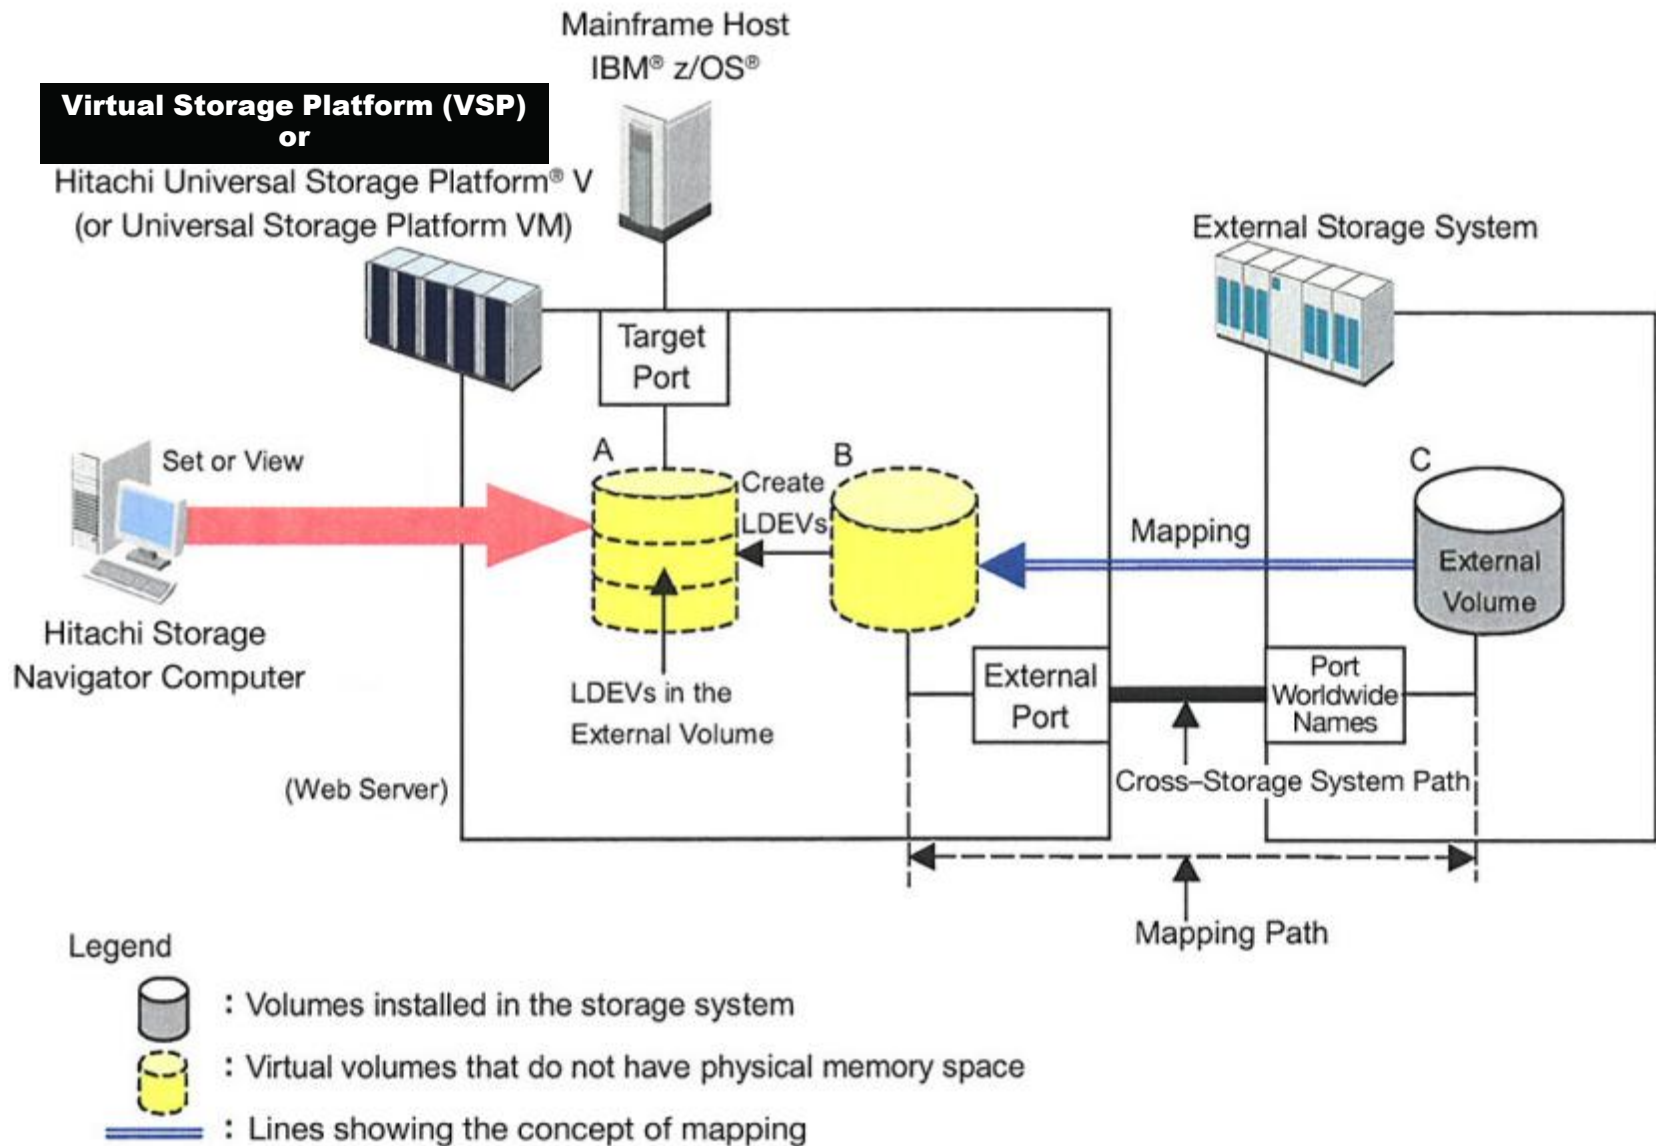 Mainframe Host
IBM® z/OS®
Virtual Storage Platform (VSP)
or
Hitachi Universal Storage Platform® V
(or Universal Storage Platform VM)
External Storage System
Target
Port
Set or View
A
Create
LDEVs
B
Mapping
C
External
Volume
Hitachi Storage
Navigator Computer
LDEVs in the
External Volume
External
Port
Port
Worldwide
Names
Cross–Storage System Path
(Web Server)
Mapping Path
Legend
: Volumes installed in the storage system
: Virtual volumes that do not have physical memory space
: Lines showing the concept of mapping